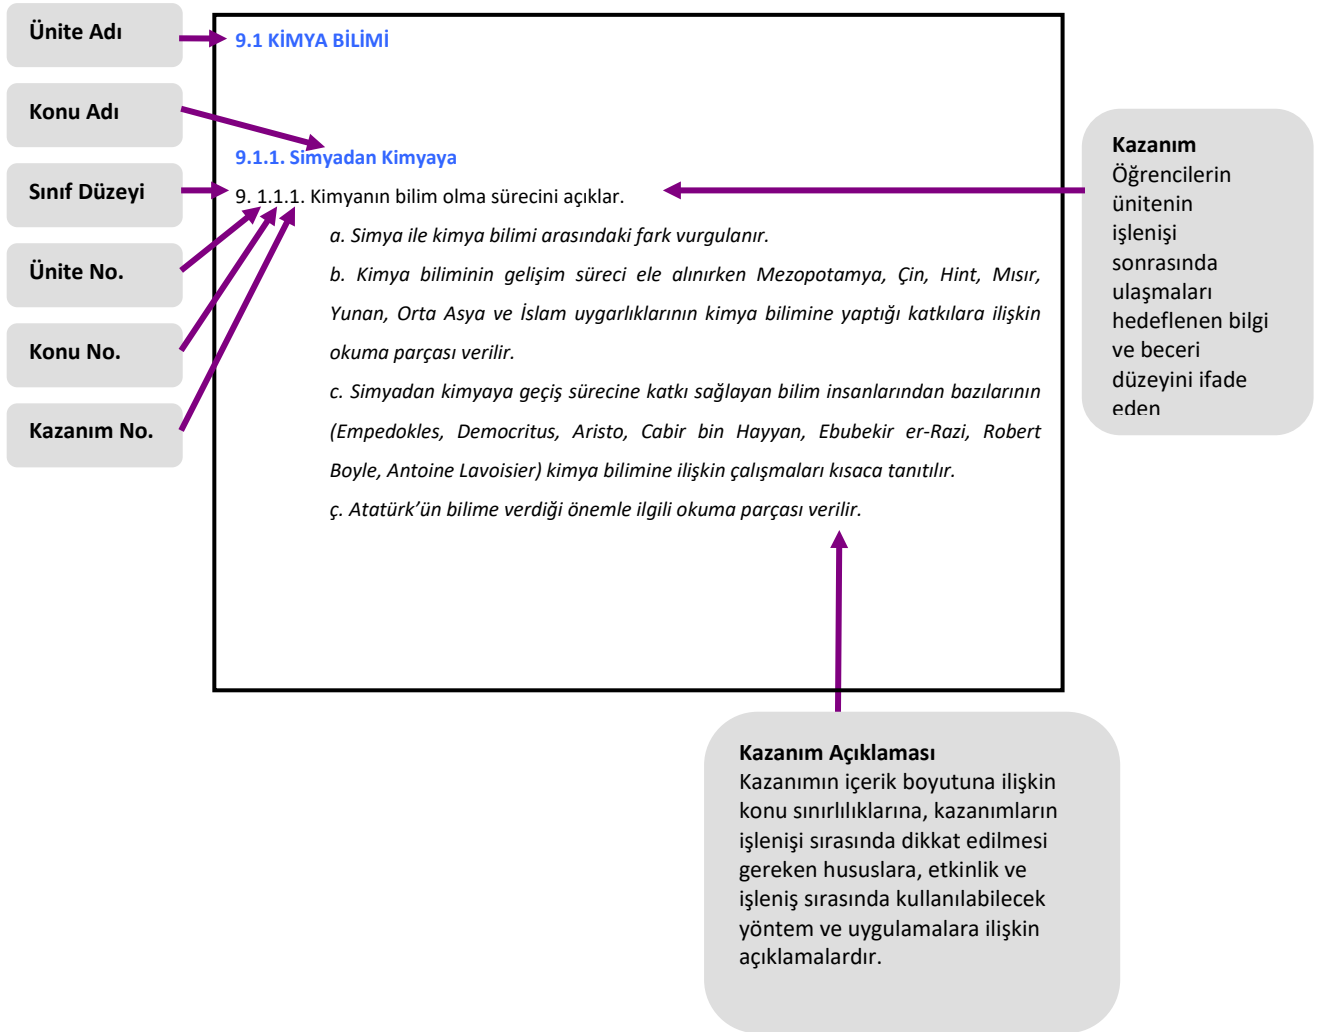 Ünite Adı
Konu Adı
Sınıf Düzeyi
Ünite No.
Konu No.
Kazanım No.
9.1 KİMYA BİLİMİ
9.1.1. Simyadan Kimyaya
9. 1.1.1. Kimyanın bilim olma sürecini açıklar.
a. Simya ile kimya bilimi arasındaki fark vurgulanır.
b. Kimya biliminin gelişim süreci ele alınırken Mezopotamya, Çin, Hint, Mısır,
Yunan, Orta Asya ve İslam uygarlıklarının kimya bilimine yaptığı katkılara ilişkin
okuma parçası verilir.
c. Simyadan kimyaya geçiş sürecine katkı sağlayan bilim insanlarından bazılarının
(Empedokles, Democritus, Aristo, Cabir bin Hayyan, Ebubekir er-Razi, Robert
Boyle, Antoine Lavoisier) kimya bilimine ilişkin çalışmaları kısaca tanıtılır.
ç. Atatürk’ün bilime verdiği önemle ilgili okuma parçası verilir.
Kazanım
Öğrencilerin
ünitenin
işlenişi
sonrasında
ulaşmaları
hedeflenen bilgi
ve beceri
düzeyini ifade
eden
Kazanım Açıklaması
Kazanımın içerik boyutuna ilişkin
konu sınırlılıklarına, kazanımların
işlenişi sırasında dikkat edilmesi
gereken hususlara, etkinlik ve
işleniş sırasında kullanılabilecek
yöntem ve uygulamalara ilişkin
açıklamalardır.